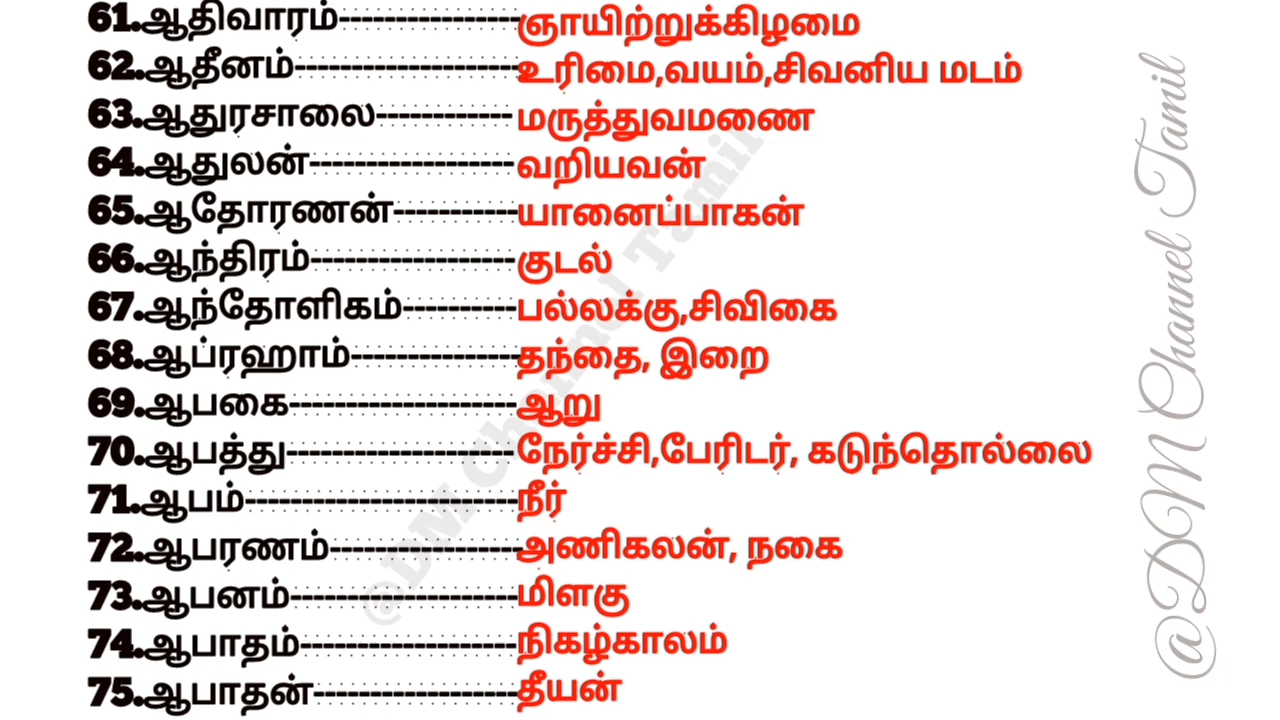 61.ஆதிவாரம்----------------ஞாயிற்றுக்கிழமை
62.ஆதீனம்--------------------உரிமை,வயம்,சிவனிய மடம்
63.ஆதுரசாலை------------மருத்துவமணை
64.ஆதுலன்------------------வறியவன்
65.ஆதோரணன்-----------யானைப்பாகன்
66.ஆந்திரம்------------------குடல்
67.ஆந்தோளிகம்----------பல்லக்கு,சிவிகை
68.ஆப்ரஹாம்---------------தந்தை, இறை
69.ஆபகை--------------------ஆறு
70.ஆபத்து--------------------நேர்ச்சி,பேரிடர், கடுந்தொல்லை
71.ஆபம்------------------------நீர்
72.ஆபரணம்-----------------அணிகலன், நகை
73.ஆபனம்--------------------மிளகு
74.ஆபாதம்-------------------நிகழ்காலம்
75.ஆபாதன்------------------தீயன்
@DM Channel Tamil
@DM Channel Tamil